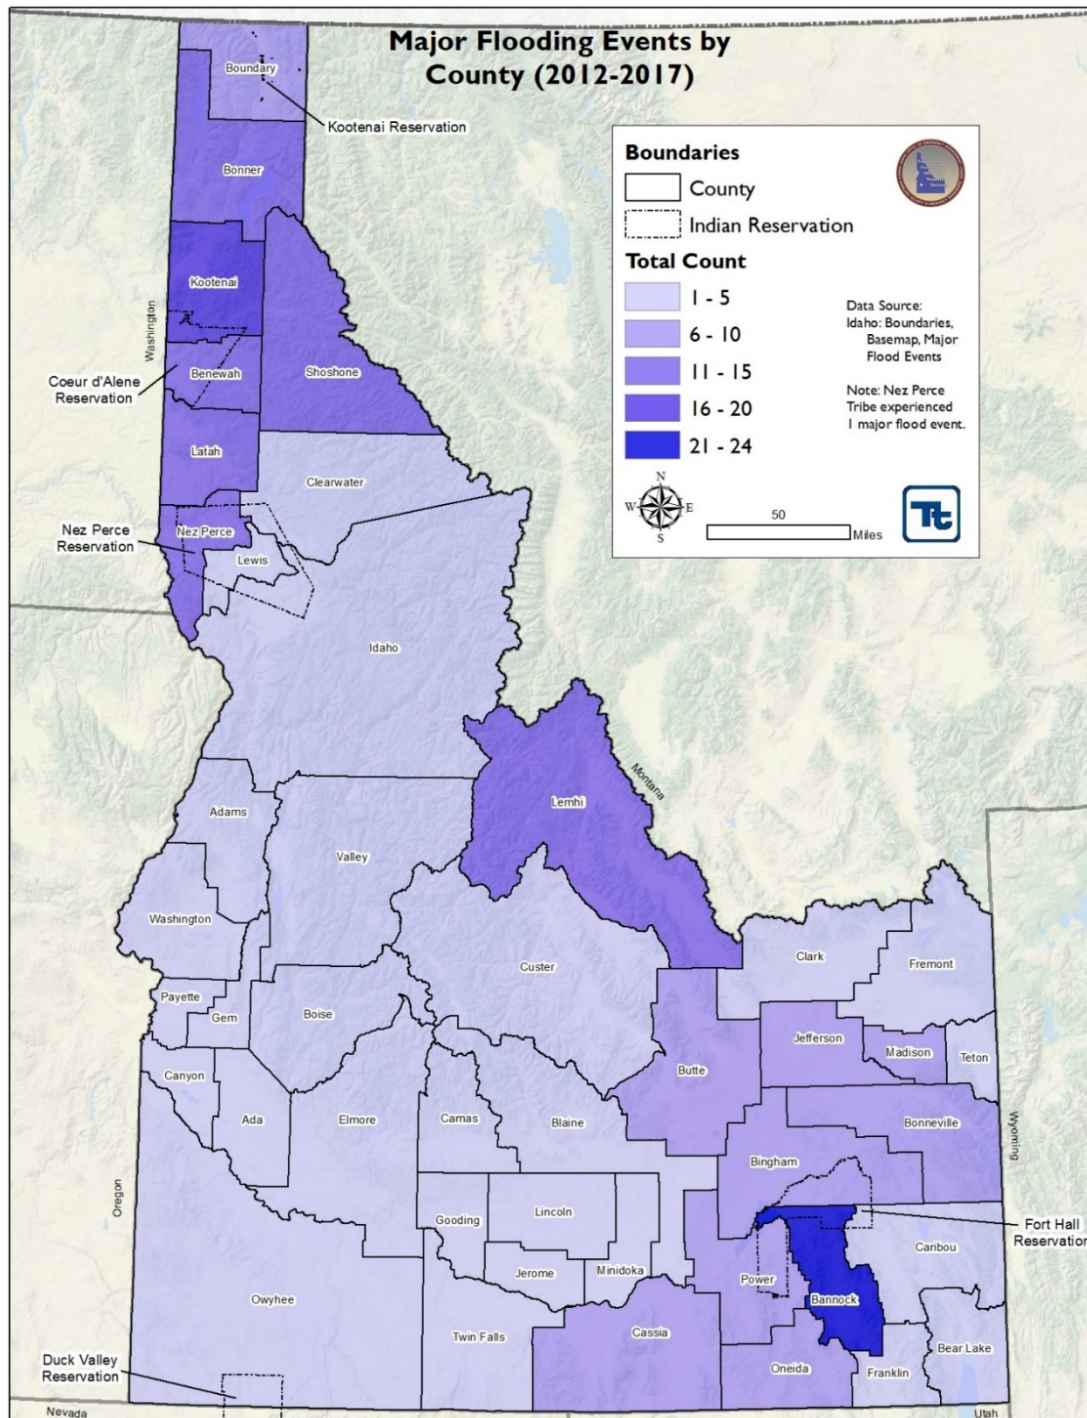 Major Flooding Events by
County (2012-2017)
Boundary
Kootenai Reservation
Bonner
Kootenai
Washington
Coeur d'Alene
Reservation
Benewah
Shoshone
Latah
Clearwater
Nez Perce
Reservation
Nez Perce
Lewis
Idaho
Boundaries
County
Indian Reservation
Total Count
1 - 5
6 - 10
11 - 15
16 - 20
21 - 24
Data Source:
Idaho: Boundaries,
Basemap, Major
Flood Events
Note: Nez Perce
Tribe experienced
1 major flood event.
N
W
E
S
50
Miles
Tt
Montana
Lemhi
Adams
Valley
Washington
Custer
Clark
Fremont
Payette
Gem
Boise
Jefferson
Madison
Teton
Butte
Canyon
Ada
Elmore
Camas
Blaine
Bonneville
Wyoming
Bingham
Oregon
Gooding
Lincoln
Fort Hall
Reservation
Caribou
Jerome
Minidoka
Power
Bannock
Owyhee
Twin Falls
Cassia
Bear Lake
Oneida
Franklin
Duck Valley
Reservation
Nevada
Utah